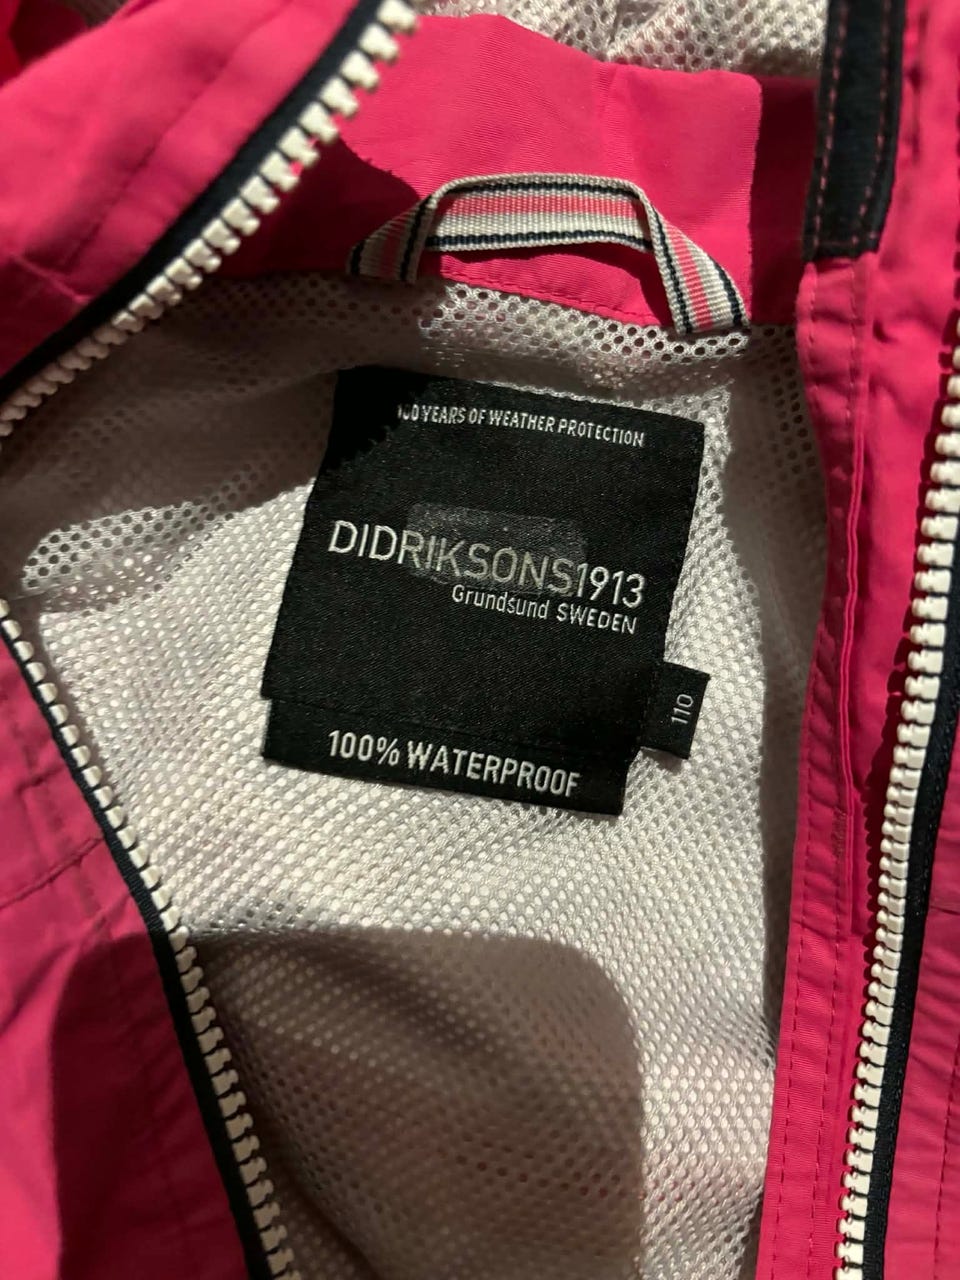 100 YEARS OF WEATHER PROTECTION
DIDRIKSONS1913
Grundsund SWEDEN
110
100% WATERPROOF